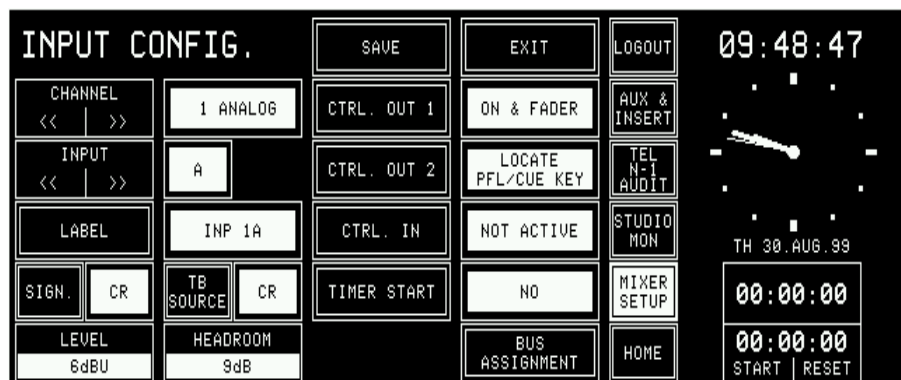 INPUT CONFIG.
SAVE
EXIT
LOGOUT
09:48:47
CHANNEL
<< >>
1 ANALOG
CTRL. OUT 1
ON & FADER
AUX &
INSERT
INPUT
<< >>
A
CTRL. OUT 2
LOCATE
PFL/CUE KEY
TEL
N-1
AUDIT
LABEL
INP 1A
CTRL. IN
NOT ACTIVE
STUDIO
MON
TH 30.AUG.99
SIGN.
CR
TB
SOURCE
CR
TIMER START
NO
MIXER
SETUP
00:00:00
LEVEL
6dBU
HEADROOM
9dB
BUS
ASSIGNMENT
HOME
00:00:00
START RESET